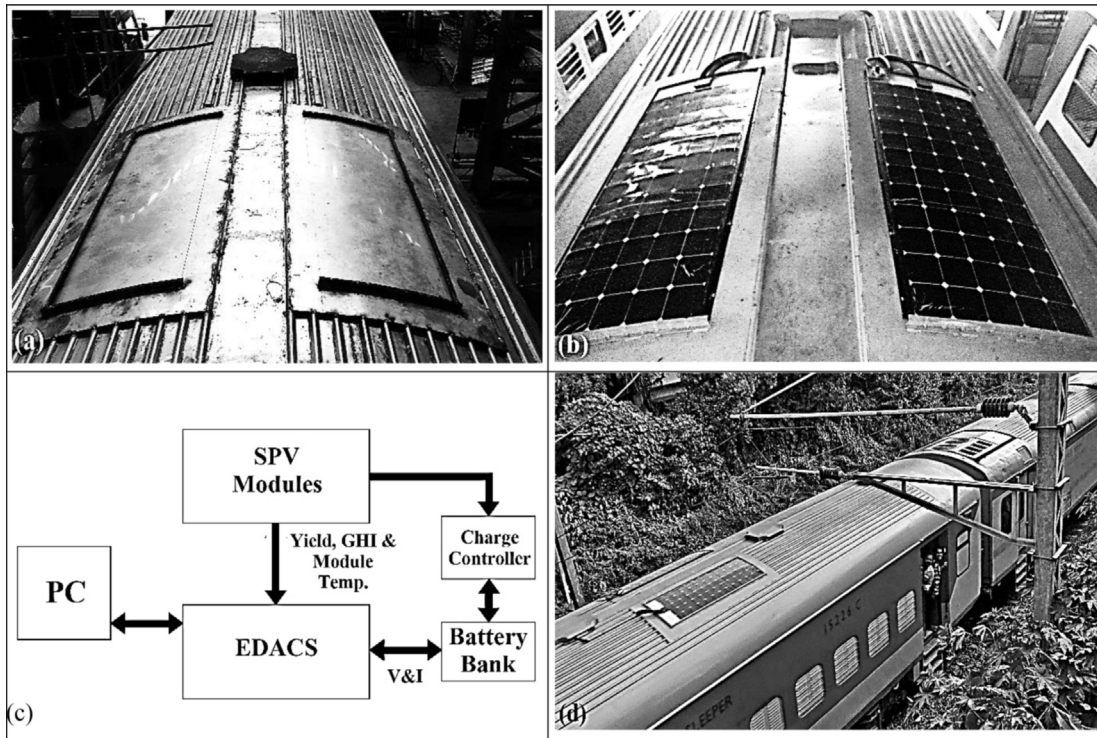 (a)
(b)
SPV
Modules
Yield, GHI &
Module
Temp.
Charge
Controller
PC
EDACS
Battery
Bank
V&I
(c)
15226 C
SLEEPER
(d)